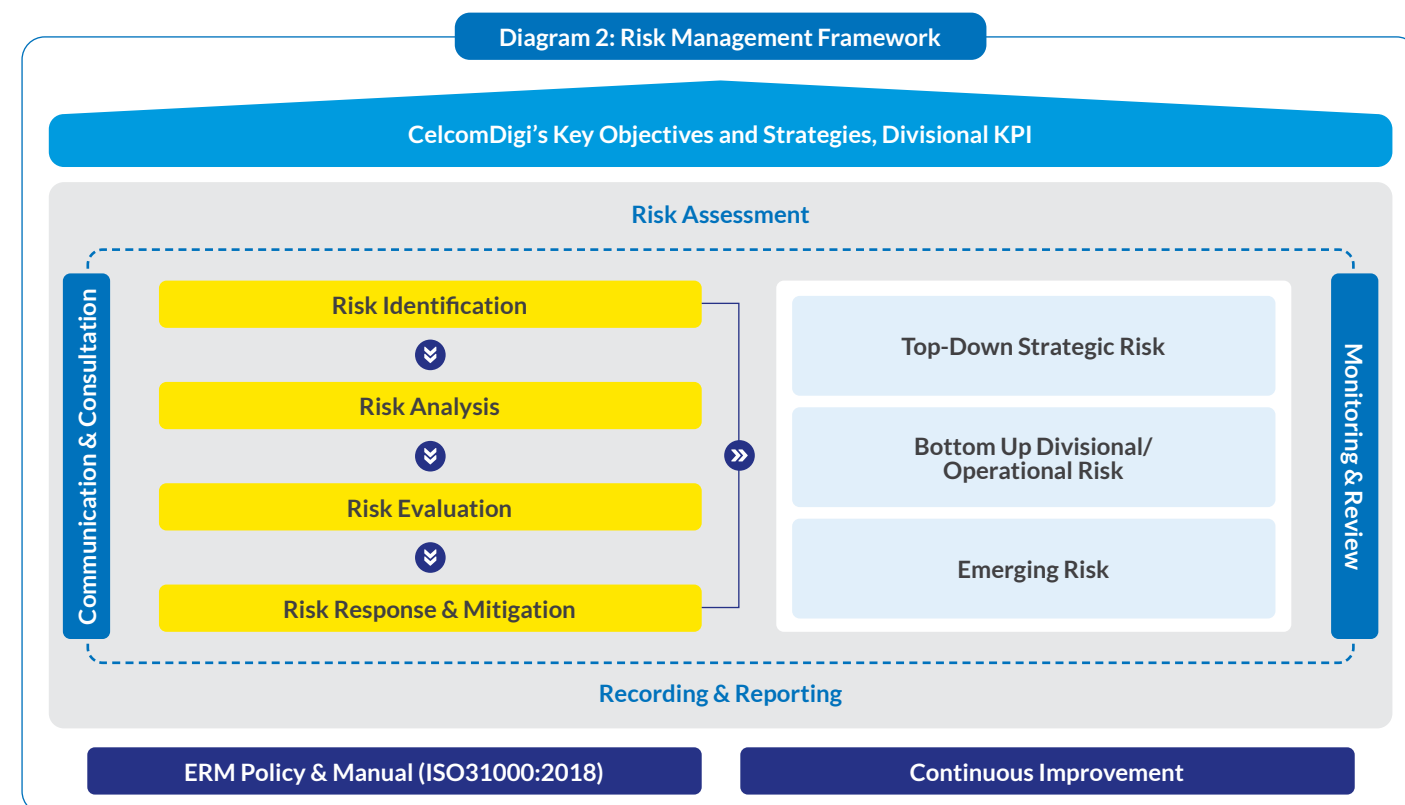 Diagram 2: Risk Management Framework
CelcomDigi’s Key Objectives and Strategies, Divisional KPI
Risk Assessment
Communication & Consultation
Risk Identification
Risk Analysis
Risk Evaluation
Risk Response & Mitigation
Top-Down Strategic Risk
Bottom Up Divisional/
Operational Risk
Emerging Risk
Monitoring & Review
Recording & Reporting
ERM Policy & Manual (ISO31000:2018)
Continuous Improvement